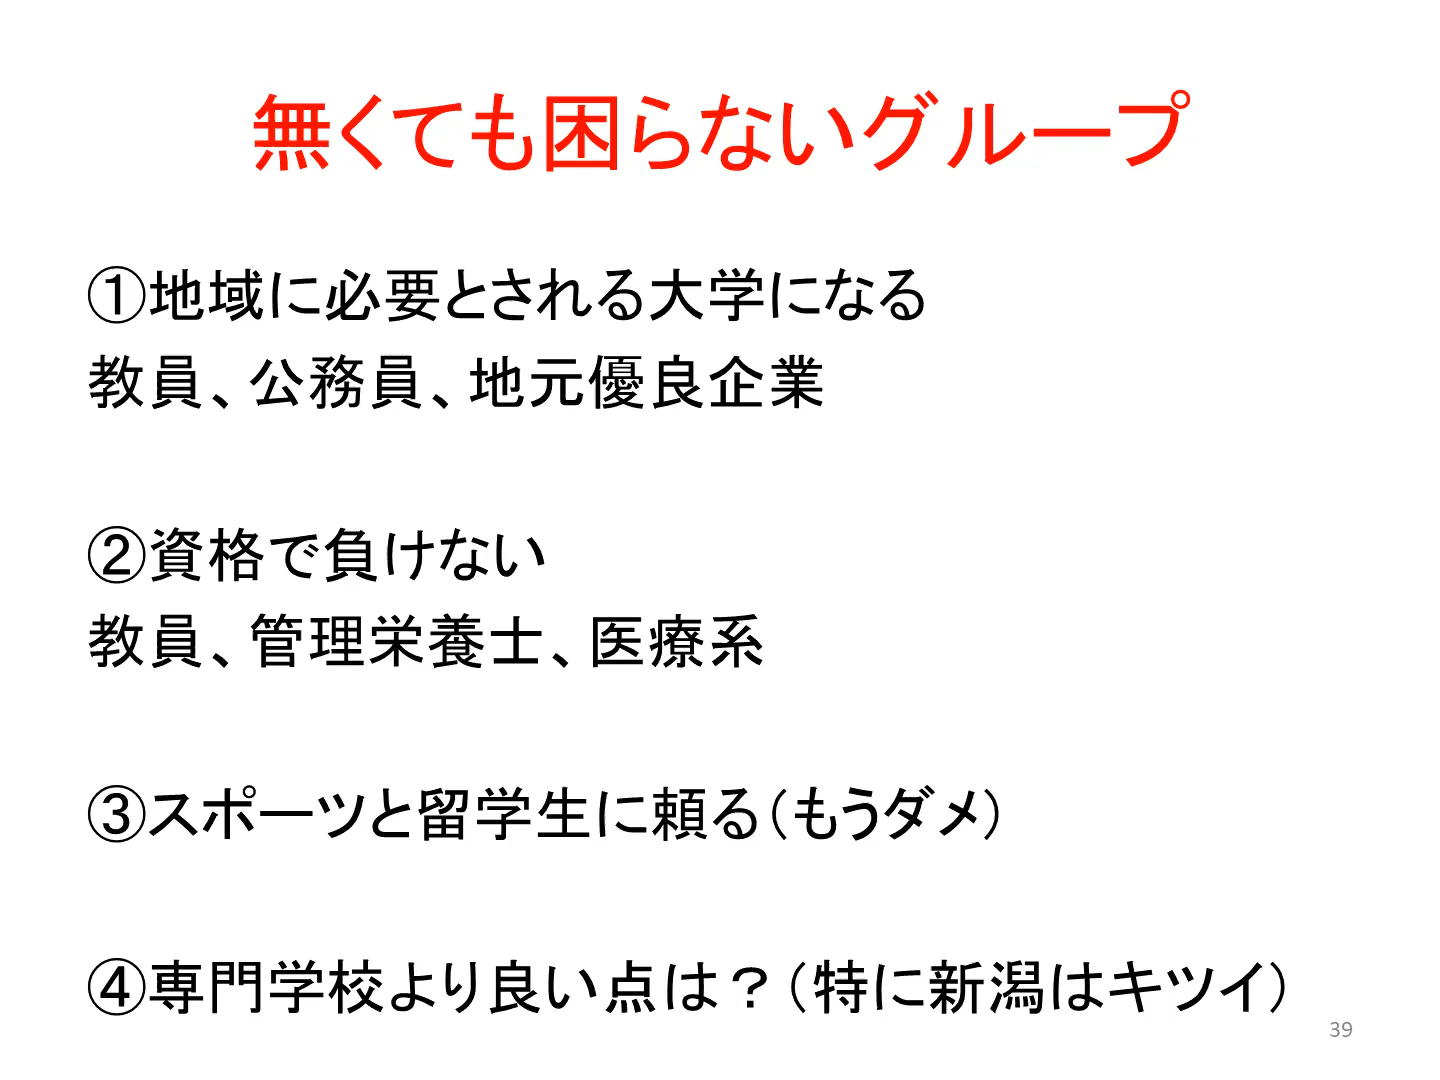 無くても困らないグループ
①地域に必要とされる大学になる
教員、公務員、地元優良企業
②資格で負けない
教員、管理栄養士、医療系
③スポーツと留学生に頼る（もうダメ）
④専門学校より良い点は？（特に新潟はキツイ）
39